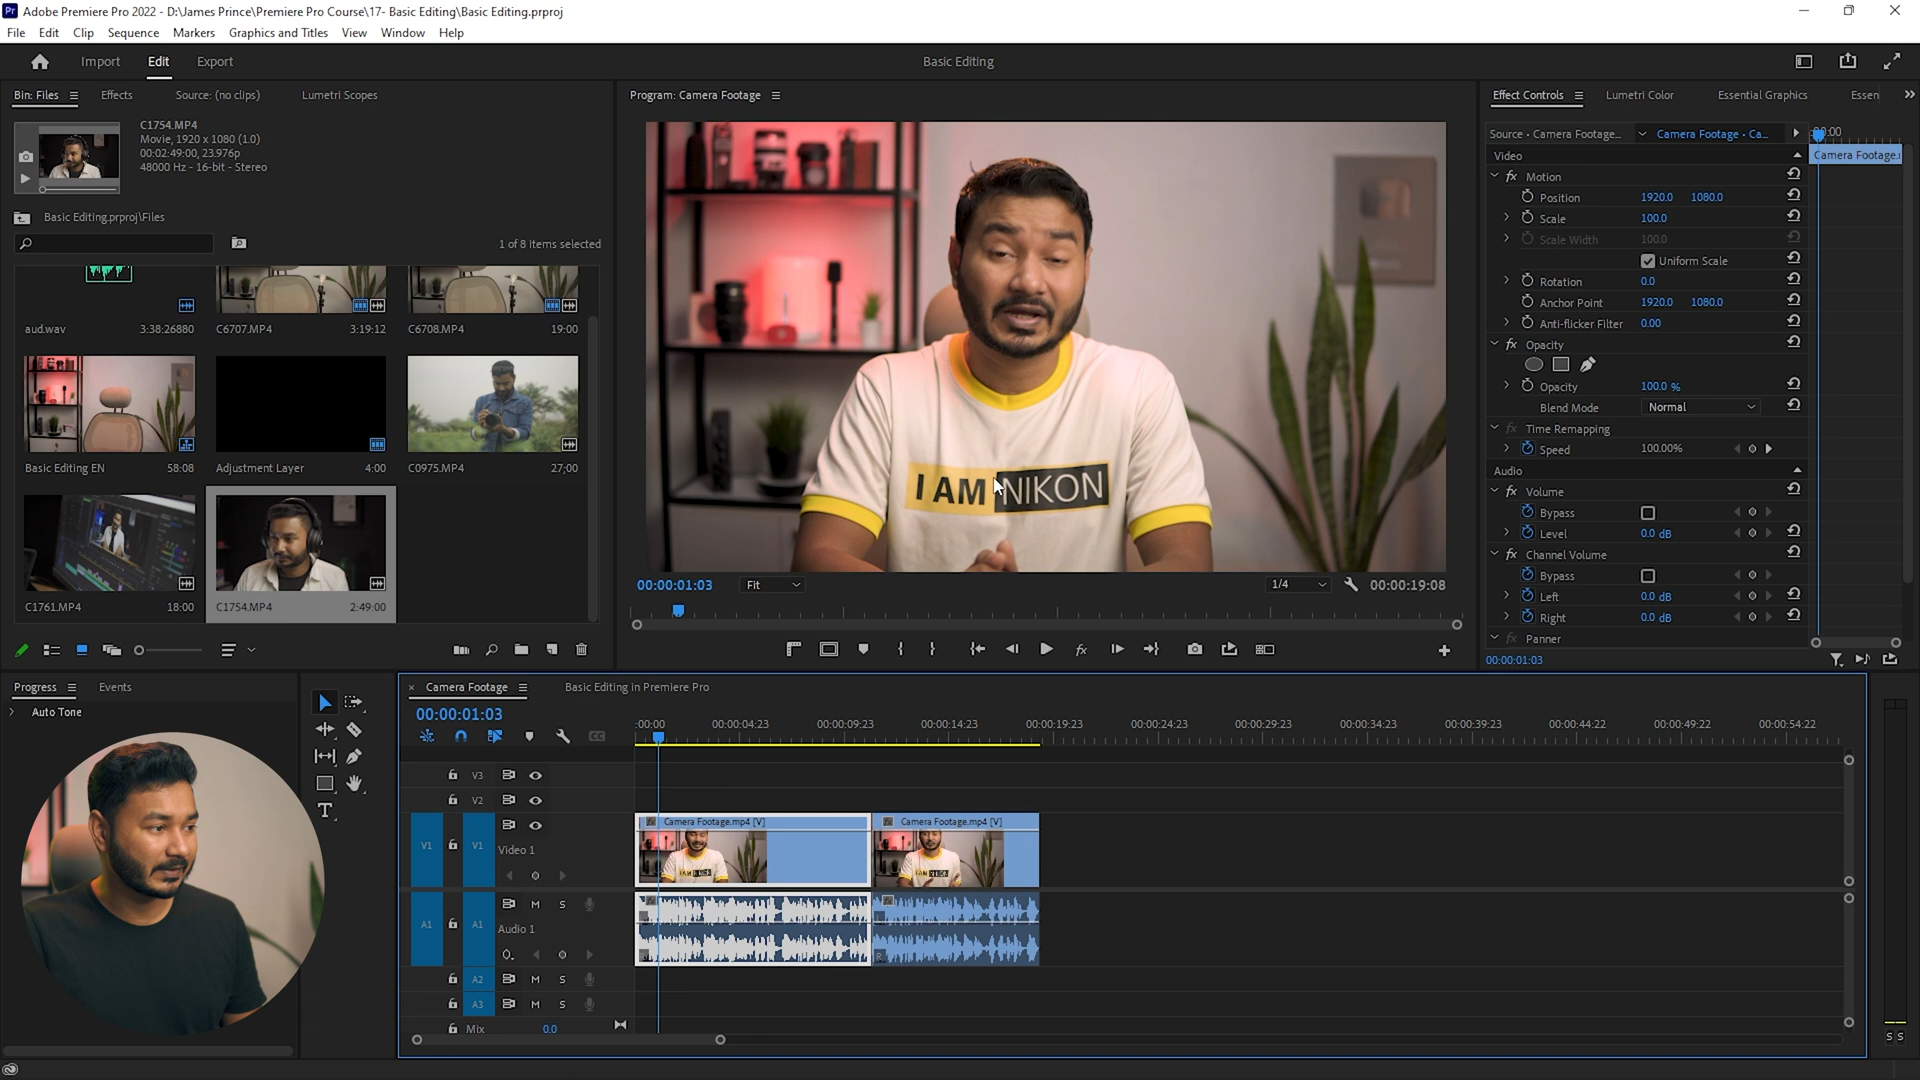 Pr Adobe Premiere Pro 2022 - D:\James Prince\Premiere Pro Course\17- Basic Editing\Basic Editing.prproj
File Edit Clip Sequence Markers Graphics and Titles View Window Help
Import Edit Export
Basic Editing
Bin: Files Effects Source: (no clips) Lumetri Scopes
C1754.MP4
Movie, 1920 x 1080 (1.0)
00:02:49:00, 23.976p
48000 Hz - 16-bit - Stereo
Basic Editing.prproj\Files
1 of 8 items selected
aud.wav 3:38:26880
C6707.MP4 3:19:12
C6708.MP4 19:00
Basic Editing EN 58:08
Adjustment Layer 4:00
C0975.MP4 27;00
C1761.MP4 18:00
C1754.MP4 2:49:00
Program: Camera Footage
I AM NIKON
00:00:01:03 Fit 1/4 00:00:19:08
Effect Controls Lumetri Color Essential Graphics Essen
Source · Camera Footage... Camera Footage · Ca... :00:00
Video Camera Footage.
fx Motion
Position 1920.0 1080.0
Scale 100.0
Scale Width 100.0
Uniform Scale
Rotation 0.0
Anchor Point 1920.0 1080.0
Anti-flicker Filter 0.00
fx Opacity
Opacity 100.0 %
Blend Mode Normal
fx Time Remapping
Speed 100.00%
Audio
fx Volume
Bypass
Level 0.0 dB
fx Channel Volume
Bypass
Left 0.0 dB
Right 0.0 dB
fx Panner
00:00:01:03
Progress Events
Auto Tone
T
× Camera Footage Basic Editing in Premiere Pro
00:00:01:03
:00:00 00:00:04:23 00:00:09:23 00:00:14:23 00:00:19:23 00:00:24:23 00:00:29:23 00:00:34:23 00:00:39:23 00:00:44:22 00:00:49:22 00:00:54:22
CC
V3
V2
V1 V1 Video 1
fx Camera Footage.mp4 [V]
fx Camera Footage.mp4 [V]
A1 A1 M S
Audio 1
R
A2 M S
A3 M S
Mix 0.0
S S